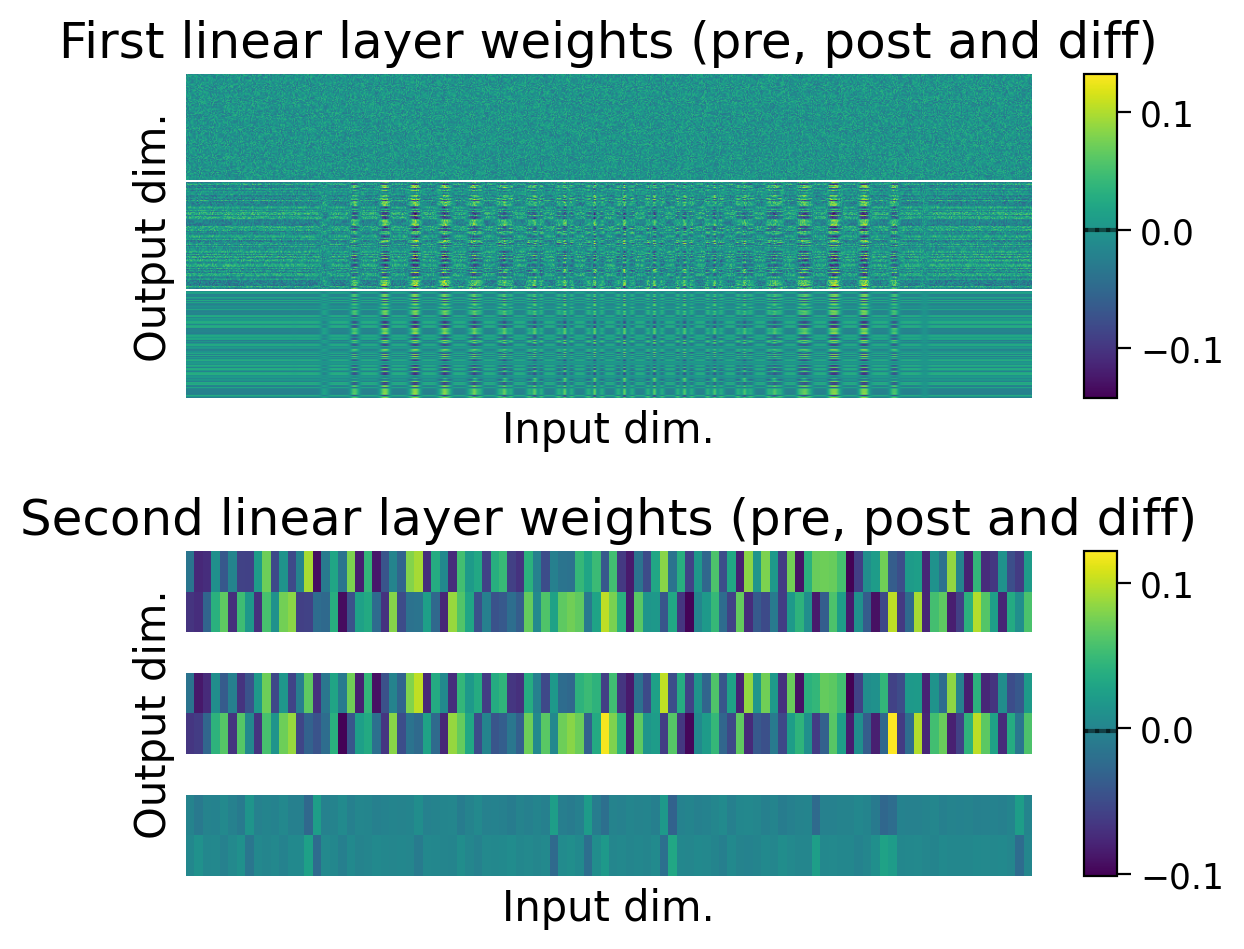 First linear layer weights (pre, post and diff)
Output dim.
0.1
0.0
−0.1
Input dim.
Second linear layer weights (pre, post and diff)
Output dim.
0.1
0.0
−0.1
Input dim.